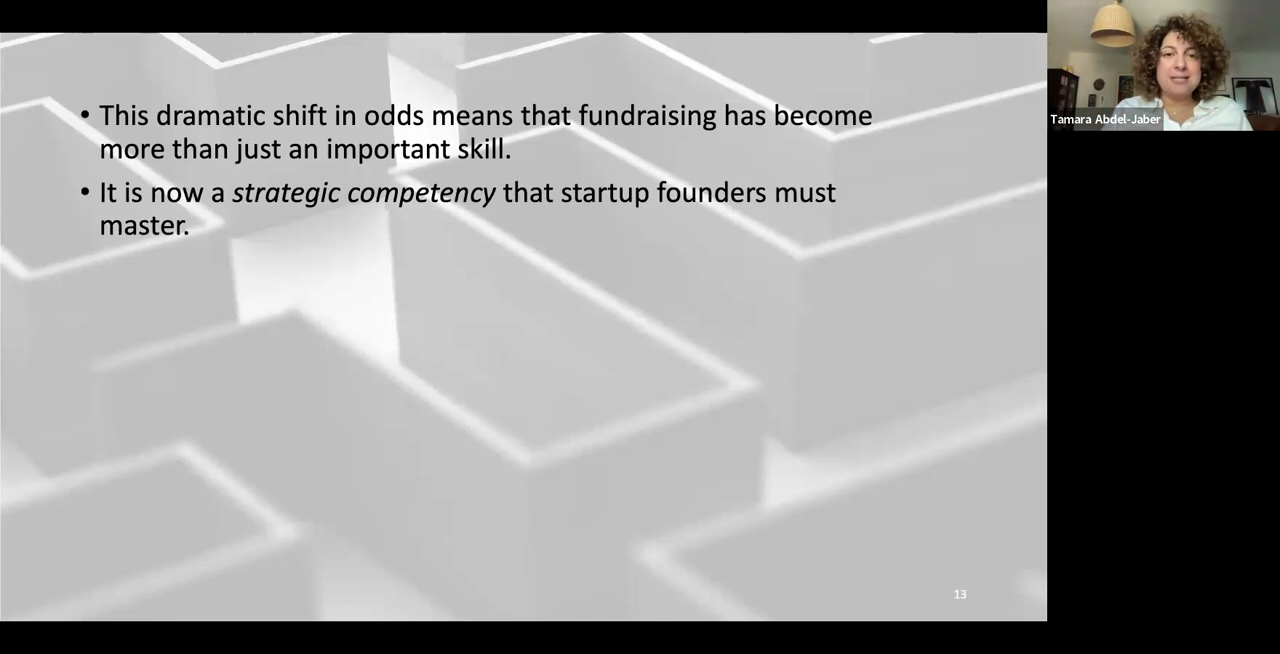 • This dramatic shift in odds means that fundraising has become
more than just an important skill.
• It is now a strategic competency that startup founders must
master.
13
Tamara Abdel-Jaber